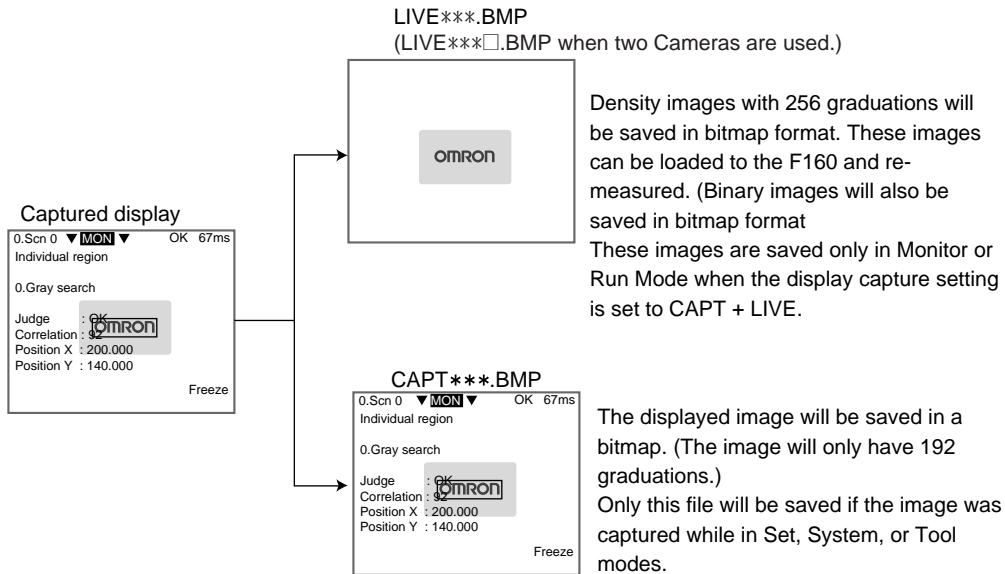 LIVE***.BMP
(LIVE***□.BMP when two Cameras are used.)
OMRON
Density images with 256 graduations will
be saved in bitmap format. These images
can be loaded to the F160 and re-
measured. (Binary images will also be
saved in bitmap format
These images are saved only in Monitor or
Run Mode when the display capture setting
is set to CAPT + LIVE.
Captured display
0.Scn 0 ▼ MON ▼ OK 67ms
Individual region
0.Gray search
Judge : OK
OMRON
Correlation : 92
Position X : 200.000
Position Y : 140.000
Freeze
CAPT***.BMP
0.Scn 0 ▼ MON ▼ OK 67ms
Individual region
0.Gray search
Judge : OK
OMRON
Correlation : 92
Position X : 200.000
Position Y : 140.000
Freeze
The displayed image will be saved in a
bitmap. (The image will only have 192
graduations.)
Only this file will be saved if the image was
captured while in Set, System, or Tool
modes.